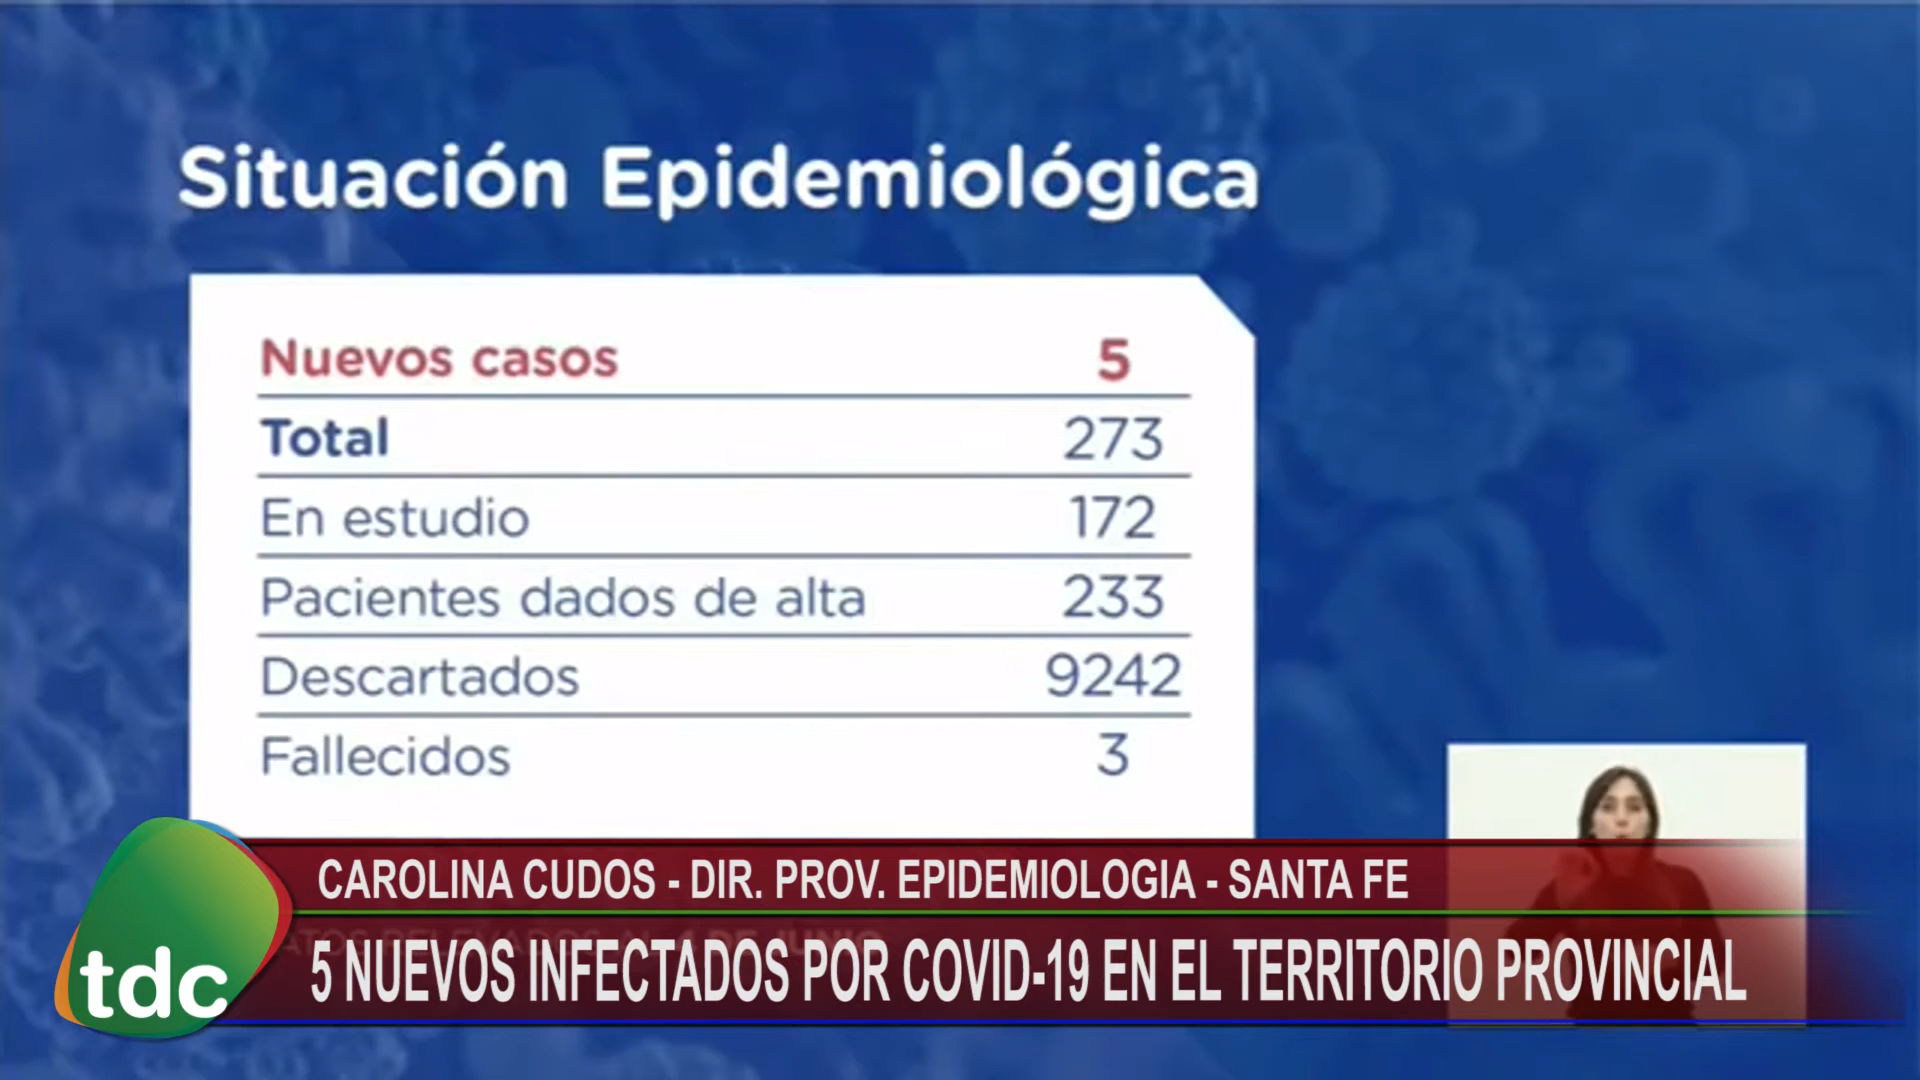 Situación Epidemiológica
Nuevos casos 5
Total 273
En estudio 172
Pacientes dados de alta 233
Descartados 9242
Fallecidos 3
CAROLINA CUDOS - DIR. PROV. EPIDEMIOLOGIA - SANTA FE
5 NUEVOS INFECTADOS POR COVID-19 EN EL TERRITORIO PROVINCIAL
tdc